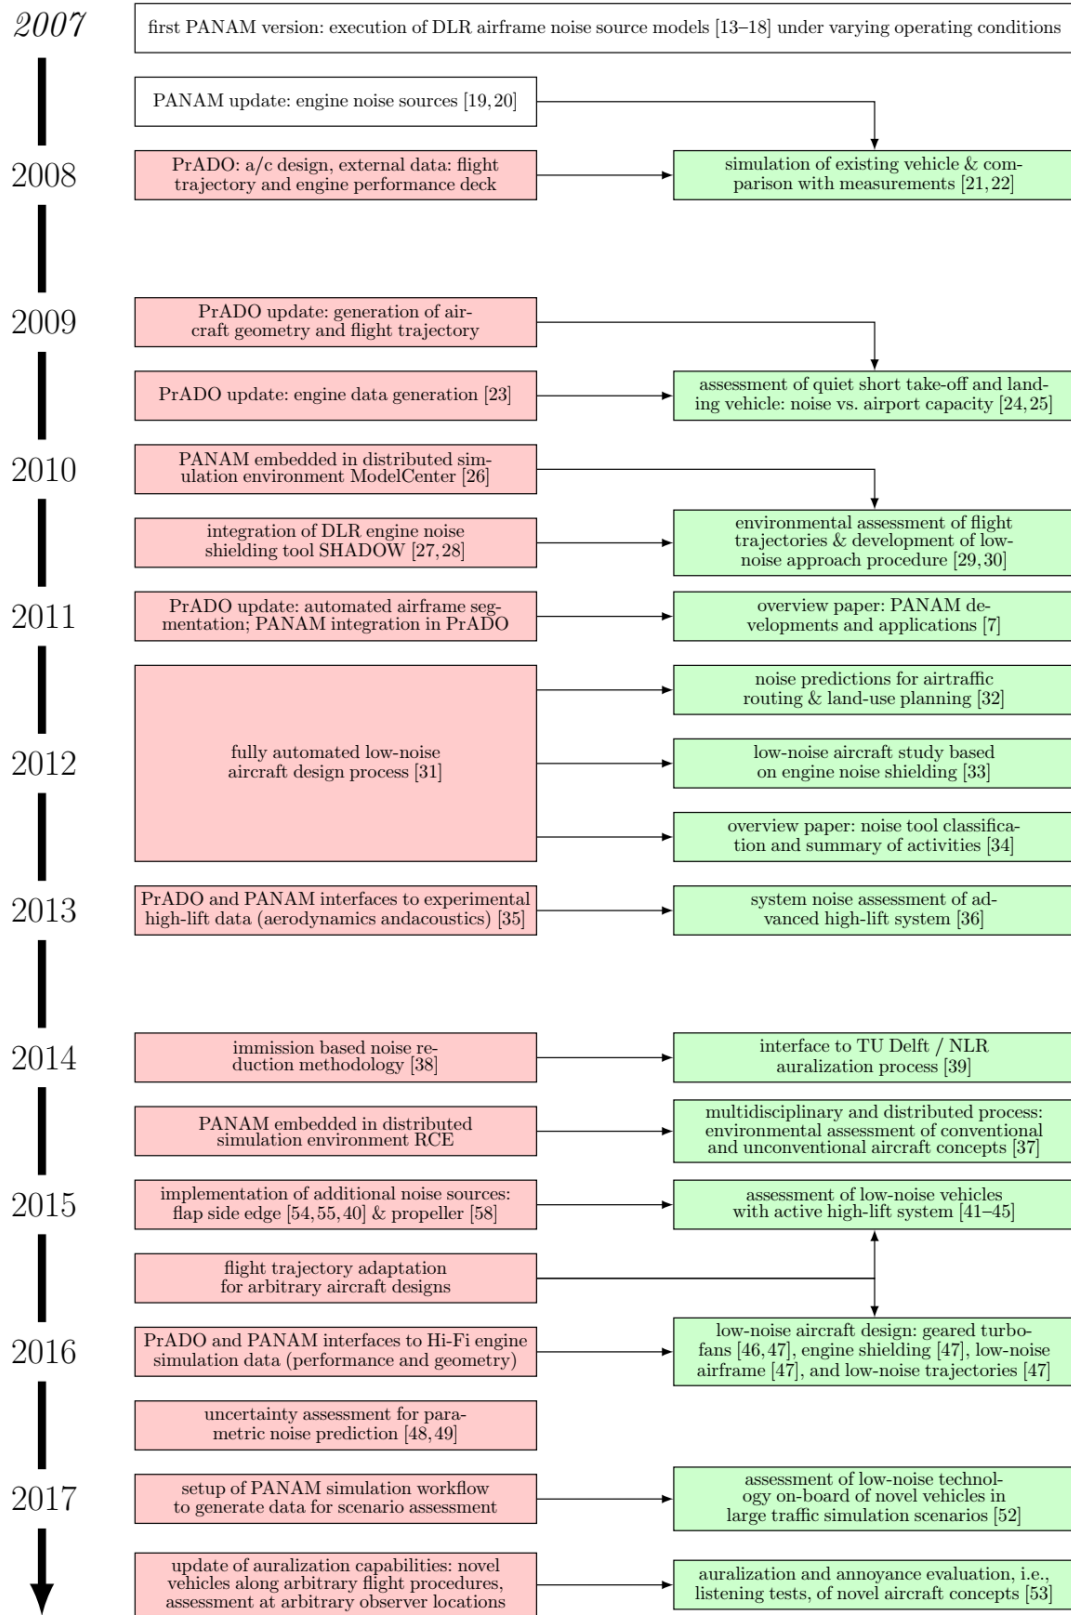 2007
first PANAM version: execution of DLR airframe noise source models [13–18] under varying operating conditions
PANAM update: engine noise sources [19, 20]
2008
PrADO: a/c design, external data: flight
trajectory and engine performance deck
simulation of existing vehicle & com-
parison with measurements [21, 22]
2009
PrADO update: generation of air-
craft geometry and flight trajectory
PrADO update: engine data generation [23]
assessment of quiet short take-off and land-
ing vehicle: noise vs. airport capacity [24, 25]
2010
PANAM embedded in distributed sim-
ulation environment ModelCenter [26]
integration of DLR engine noise
shielding tool SHADOW [27, 28]
environmental assessment of flight
trajectories & development of low-
noise approach procedure [29, 30]
2011
PrADO update: automated airframe seg-
mentation; PANAM integration in PrADO
overview paper: PANAM de-
velopments and applications [7]
2012
fully automated low-noise
aircraft design process [31]
noise predictions for airtraffic
routing & land-use planning [32]
low-noise aircraft study based
on engine noise shielding [33]
overview paper: noise tool classifica-
tion and summary of activities [34]
2013
PrADO and PANAM interfaces to experimental
high-lift data (aerodynamics andacoustics) [35]
system noise assessment of ad-
vanced high-lift system [36]
2014
immission based noise re-
duction methodology [38]
interface to TU Delft / NLR
auralization process [39]
PANAM embedded in distributed
simulation environment RCE
multidisciplinary and distributed process:
environmental assessment of conventional
and unconventional aircraft concepts [37]
2015
implementation of additional noise sources:
flap side edge [54, 55, 40] & propeller [58]
assessment of low-noise vehicles
with active high-lift system [41–45]
flight trajectory adaptation
for arbitrary aircraft designs
2016
PrADO and PANAM interfaces to Hi-Fi engine
simulation data (performance and geometry)
low-noise aircraft design: geared turbo-
fans [46, 47], engine shielding [47], low-noise
airframe [47], and low-noise trajectories [47]
uncertainty assessment for para-
metric noise prediction [48, 49]
2017
setup of PANAM simulation workflow
to generate data for scenario assessment
assessment of low-noise technol-
ogy on-board of novel vehicles in
large traffic simulation scenarios [52]
update of auralization capabilities: novel
vehicles along arbitrary flight procedures,
assessment at arbitrary observer locations
auralization and annoyance evaluation, i.e.,
listening tests, of novel aircraft concepts [53]